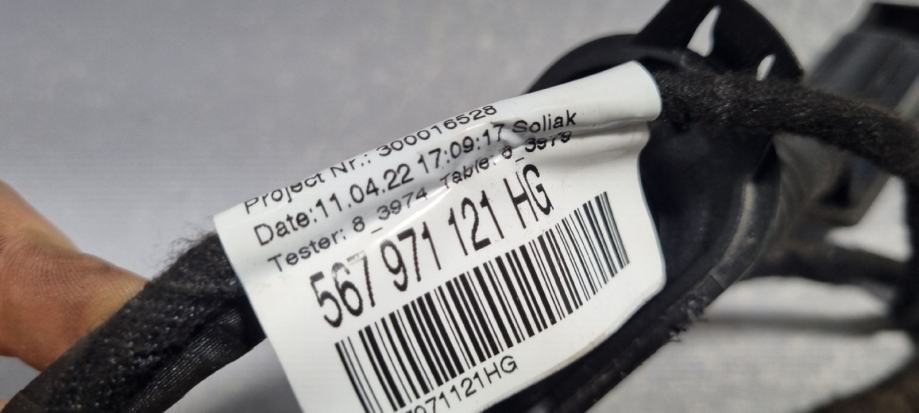 Project Nr.: 300016528
Date:11.04.22 17:09:17 Soliak
Tester: 8_3974 Table: 8_3979
567 971 121 HG
971121HG